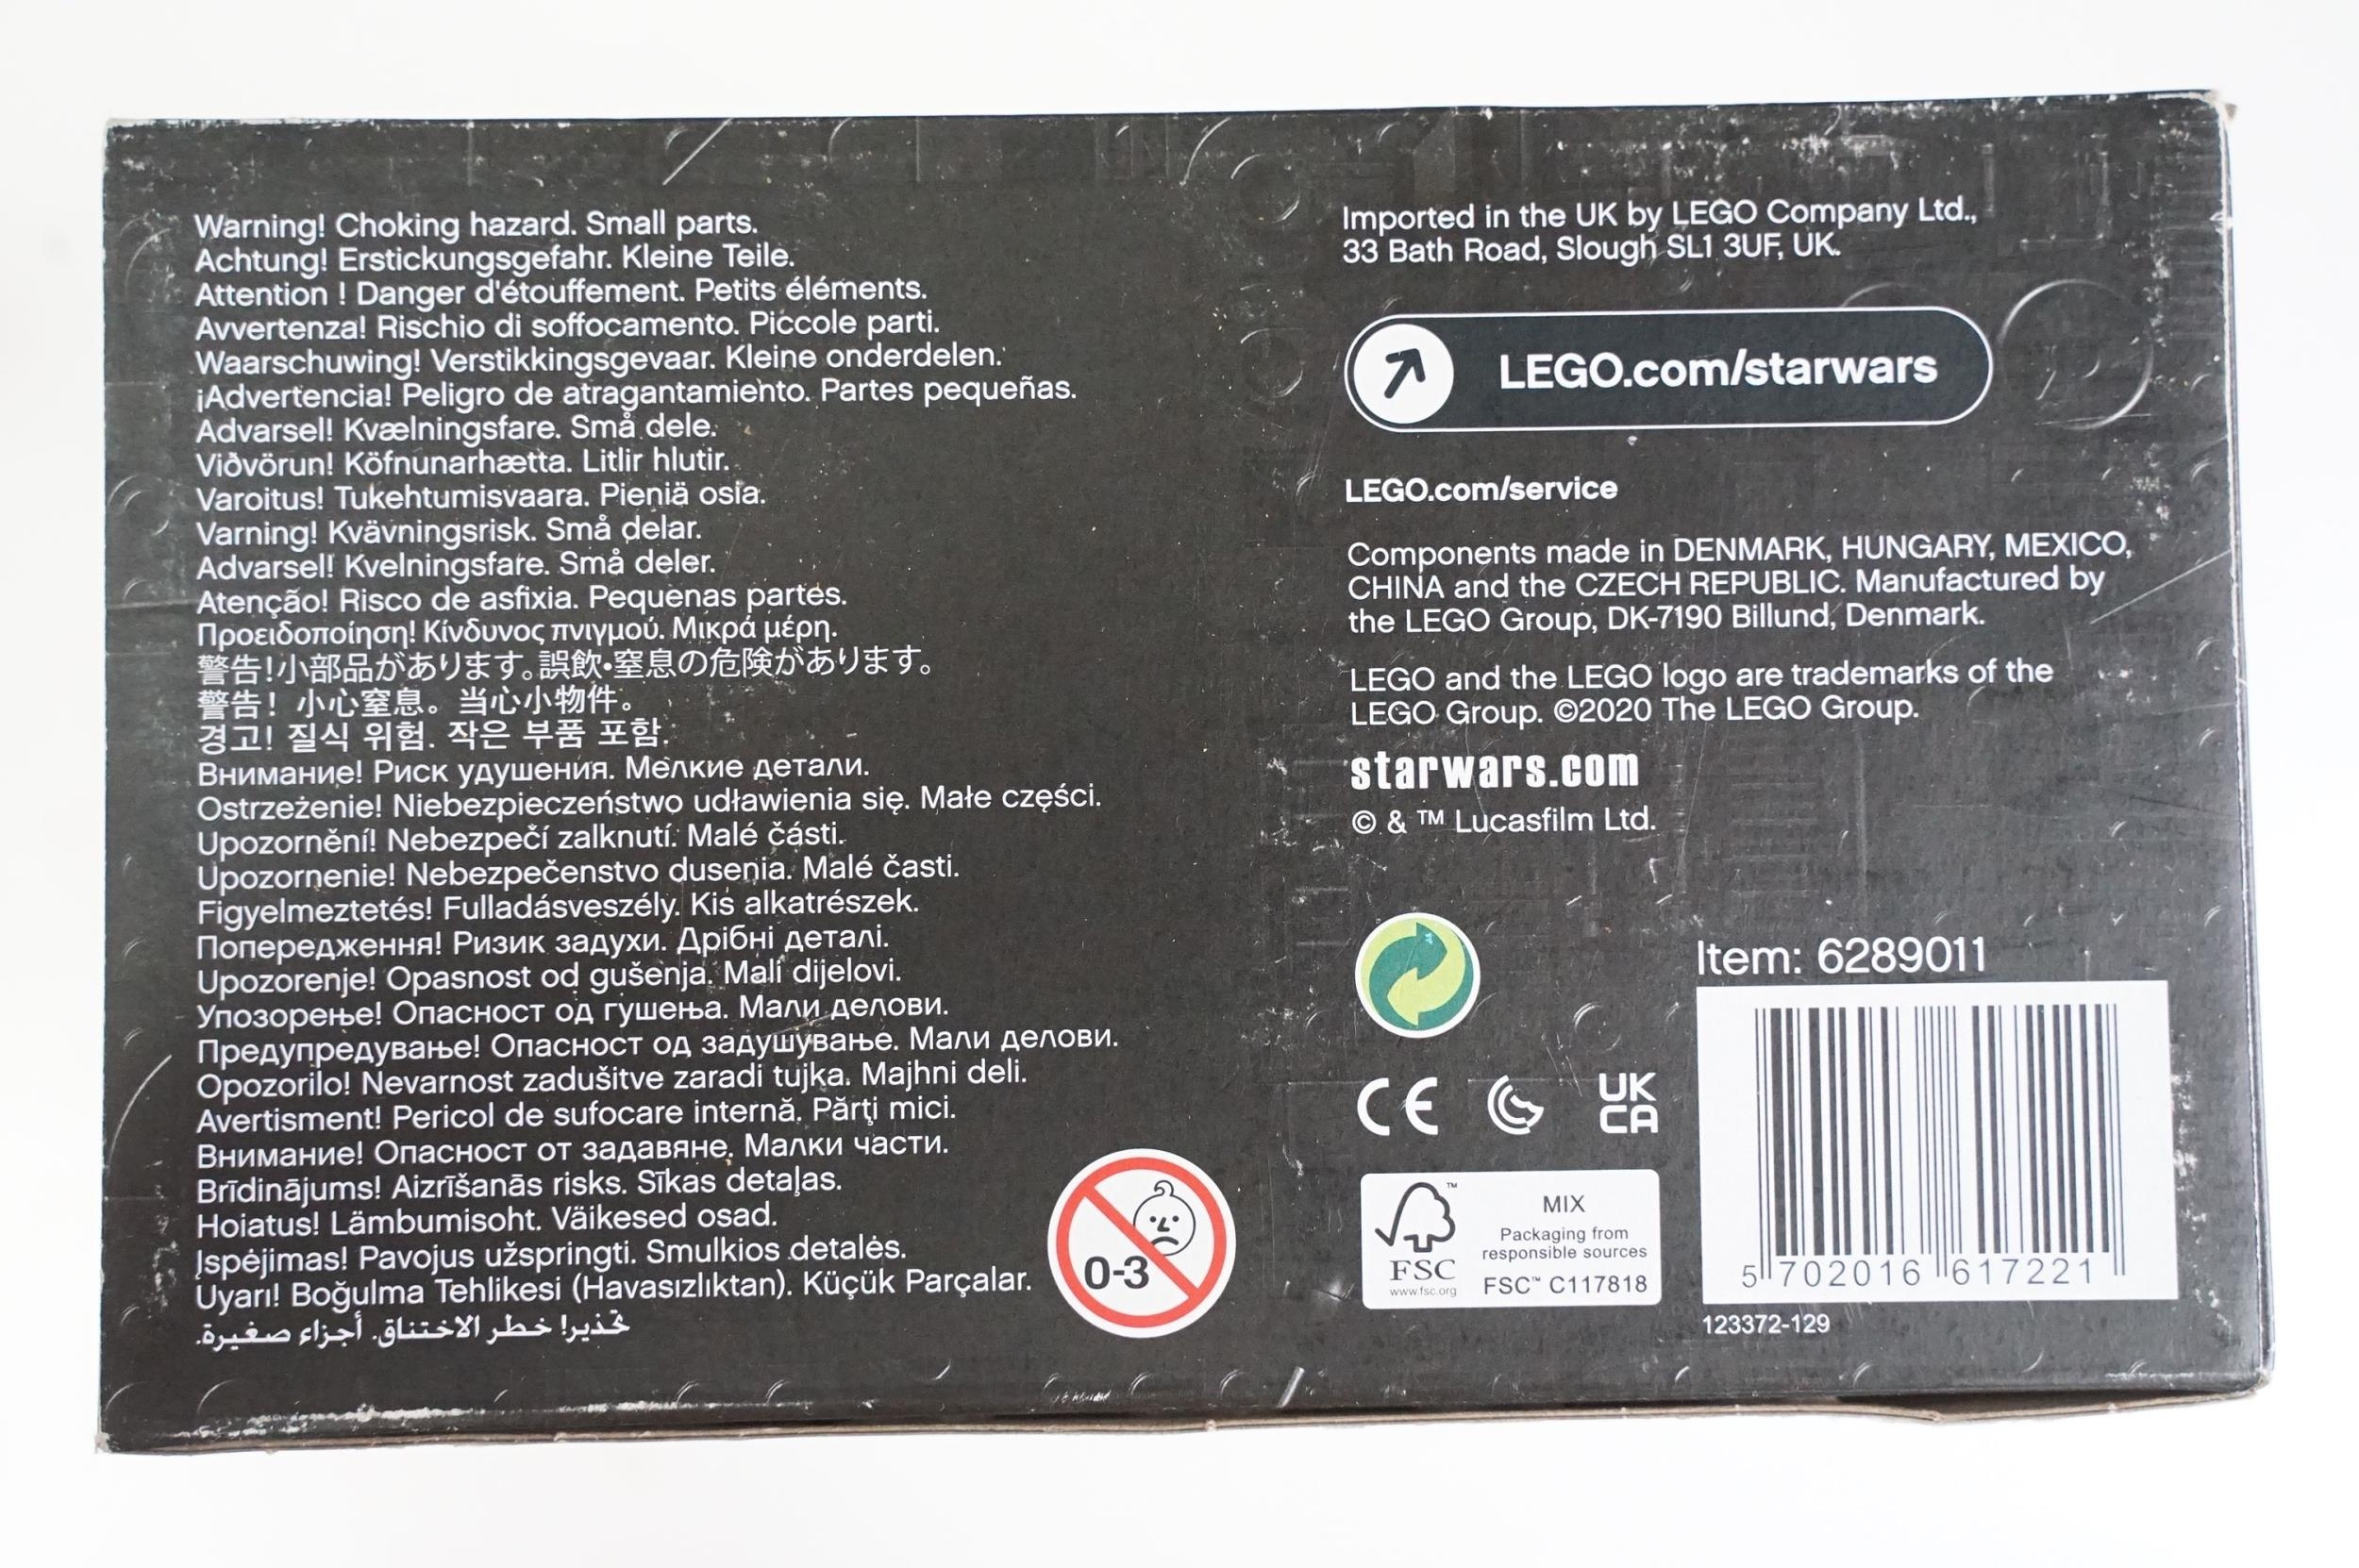 Warning! Choking hazard. Small parts.
Achtung! Erstickungsgefahr. Kleine Teile.
Attention ! Danger d'étouffement. Petits éléments.
Avvertenza! Rischio di soffocamento. Piccole parti.
Waarschuwing! Verstikkingsgevaar. Kleine onderdelen.
¡Advertencia! Peligro de atragantamiento. Partes pequeñas.
Advarsel! Kvælningsfare. Små dele.
Viðvörun! Köfnunarhætta. Litlir hlutir.
Varoitus! Tukehtumisvaara. Pieniä osia.
Varning! Kvävningsrisk. Små delar.
Advarsel! Kvelningsfare. Små deler.
Atenção! Risco de asfixia. Pequenas partes.
Προειδοποίηση! Κίνδυνος πνιγμού. Μικρά μέρη.
警告!小部品があります。誤飲・窒息の危険があります。
警告！小心窒息。当心小物件。
경고! 질식 위험. 작은 부품 포함.
Внимание! Риск удушения. Мелкие детали.
Ostrzeżenie! Niebezpieczeństwo udławienia się. Małe części.
Upozornění! Nebezpečí zalknutí. Malé části.
Upozornenie! Nebezpečenstvo dusenia. Malé časti.
Figyelmeztetés! Fulladásveszély. Kis alkatrészek.
Попередження! Ризик задухи. Дрібні деталі.
Upozorenje! Opasnost od gušenja. Mali dijelovi.
Упозорење! Опасност од гушења. Мали делови.
Предупредување! Опасност од задушување. Мали делови.
Opozorilo! Nevarnost zadušitve zaradi tujka. Majhni deli.
Avertisment! Pericol de sufocare internă. Părţi mici.
Внимание! Опасност от задавяне. Малки части.
Brīdinājums! Aizrīšanās risks. Sīkas detaļas.
Hoiatus! Lämbumisoht. Väikesed osad.
Įspėjimas! Pavojus užspringti. Smulkios detalės.
Uyarı! Boğulma Tehlikesi (Havasızlıktan). Küçük Parçalar.
تحذير! خطر الاختناق. أجزاء صغيرة.
0-3
Imported in the UK by LEGO Company Ltd.,
33 Bath Road, Slough SL1 3UF, UK.
LEGO.com/starwars
LEGO.com/service
Components made in DENMARK, HUNGARY, MEXICO,
CHINA and the CZECH REPUBLIC. Manufactured by
the LEGO Group, DK-7190 Billund, Denmark.
LEGO and the LEGO logo are trademarks of the
LEGO Group. ©2020 The LEGO Group.
starwars.com
© & ™ Lucasfilm Ltd.
CE
UK
CA
FSC™
www.fsc.org
MIX
Packaging from
responsible sources
FSC™ C117818
Item: 6289011
5 702016 617221
123372-129